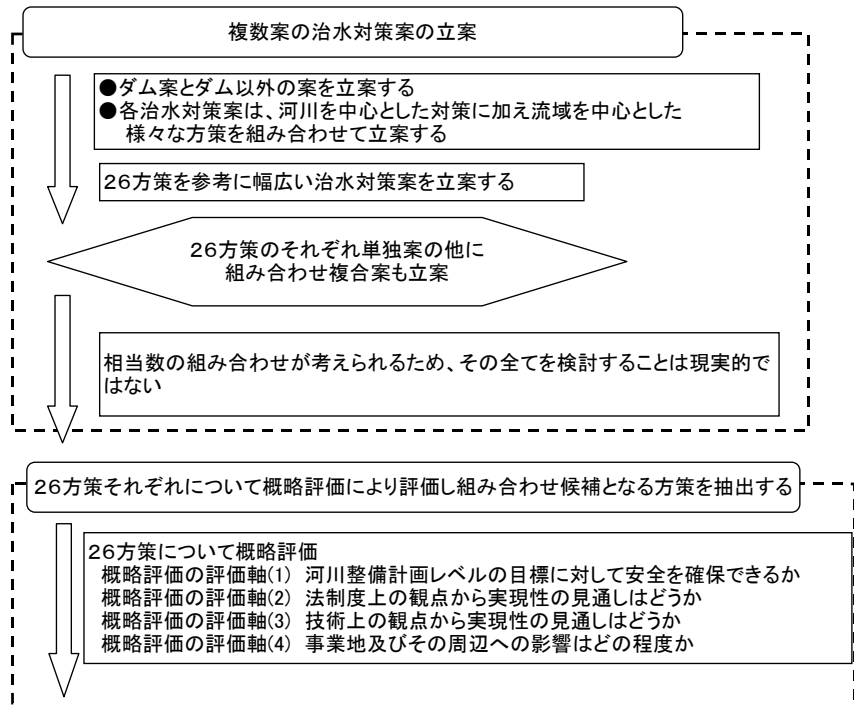 複数案の治水対策案の立案
●ダム案とダム以外の案を立案する
●各治水対策案は、河川を中心とした対策に加え流域を中心とした
様々な方策を組み合わせて立案する
26方策を参考に幅広い治水対策案を立案する
26方策のそれぞれ単独案の他に
組み合わせ複合案も立案
相当数の組み合わせが考えられるため、その全てを検討することは現実的で
はない
26方策それぞれについて概略評価により評価し組み合わせ候補となる方策を抽出する
26方策について概略評価
概略評価の評価軸(1) 河川整備計画レベルの目標に対して安全を確保できるか
概略評価の評価軸(2) 法制度上の観点から実現性の見通しはどうか
概略評価の評価軸(3) 技術上の観点から実現性の見通しはどうか
概略評価の評価軸(4) 事業地及びその周辺への影響はどの程度か